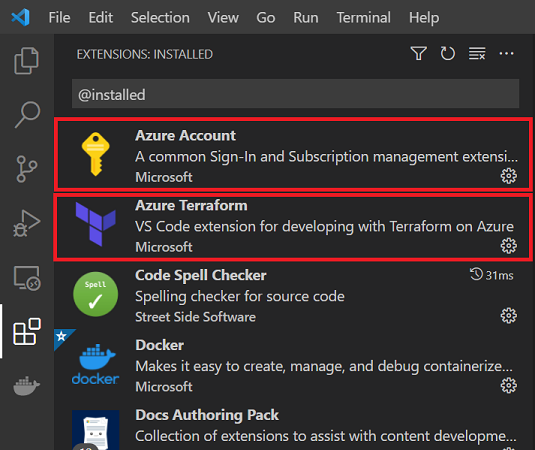 File Edit Selection View Go Run Terminal Help
EXTENSIONS: INSTALLED
@installed
Azure Account
A common Sign-In and Subscription management extensi...
Microsoft
Azure Terraform
VS Code extension for developing with Terraform on Azure
Microsoft
Spell
Code Spell Checker
31ms
Spelling checker for source code
Street Side Software
docker
Docker
Makes it easy to create, manage, and debug containerize...
Microsoft
Docs Authoring Pack
Collection of extensions to assist with content developme...